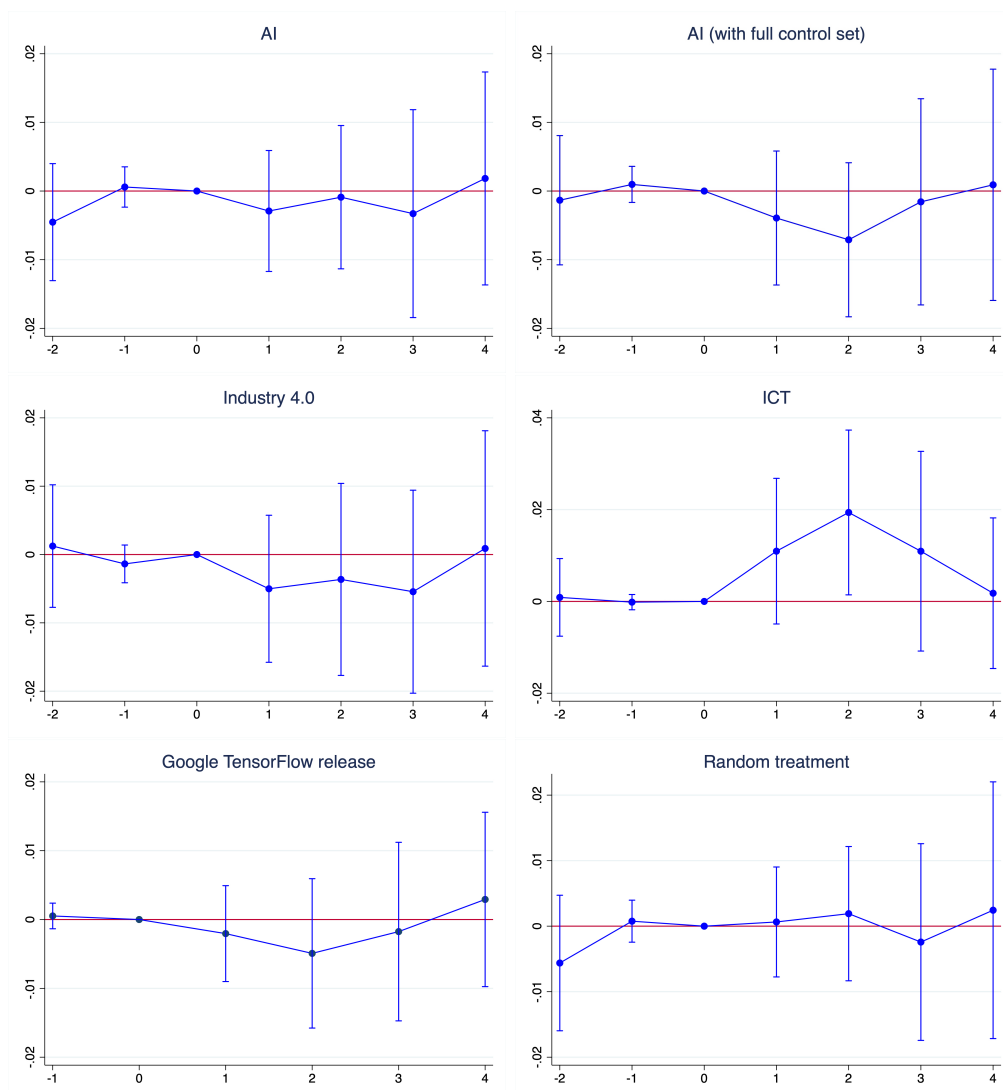 AI
.02
.01
0
-.01
-.02
-2 -1 0 1 2 3 4
AI (with full control set)
.02
.01
0
-.01
-.02
-2 -1 0 1 2 3 4
Industry 4.0
.02
.01
0
-.01
-.02
-2 -1 0 1 2 3 4
ICT
.04
.02
0
-.02
-2 -1 0 1 2 3 4
Google TensorFlow release
.02
.01
0
-.01
-.02
-1 0 1 2 3 4
Random treatment
.02
.01
0
-.01
-.02
-2 -1 0 1 2 3 4